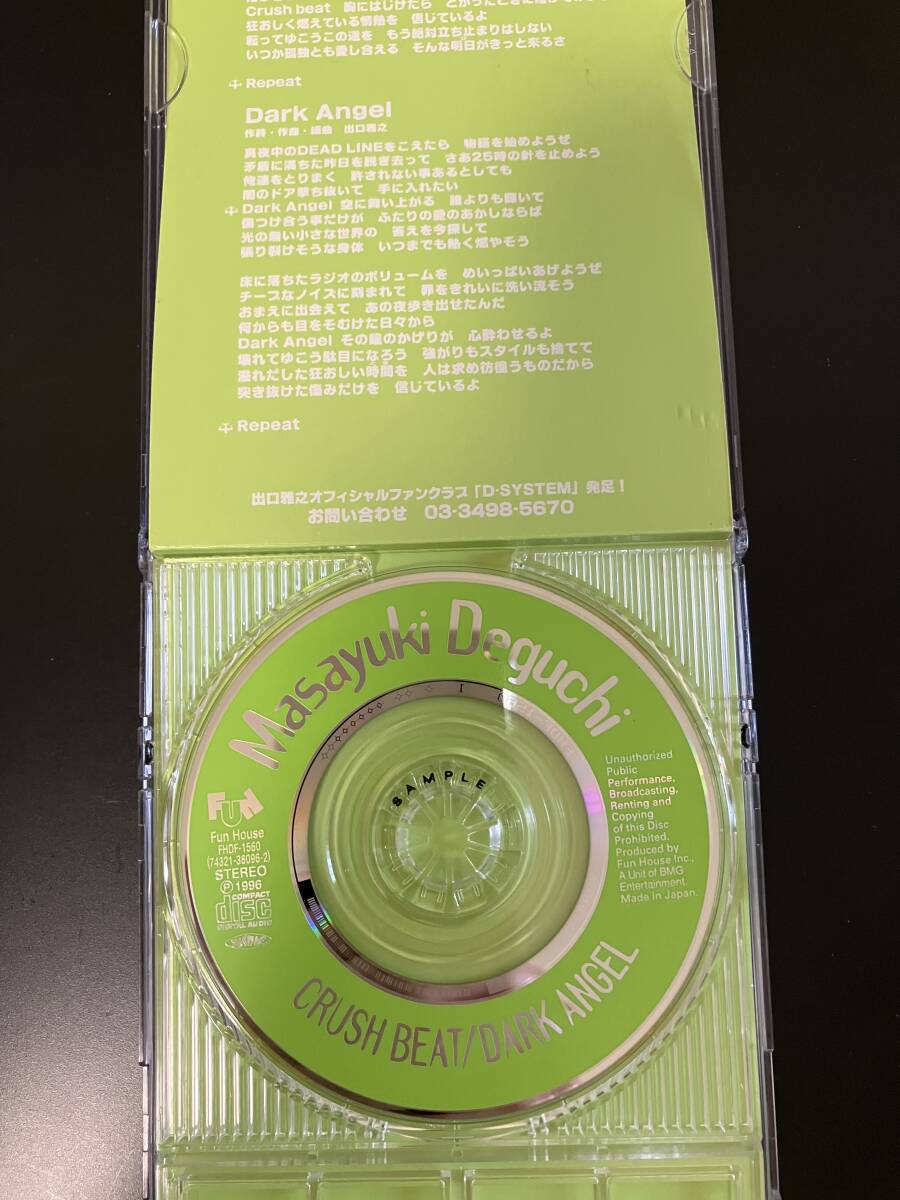 Crush beat 胸にはじけたら
狂おしく燃えている情熱を 信じているよ
転ってゆこうこの道を もう絶対立ち止まりはしない
いつか孤独とも愛し合える そんな明日がきっと来るさ
Repeat
Dark Angel
作詩・作曲・編曲 出口雅之
真夜中のDEAD LINEをこえたら 物語を始めようぜ
矛盾に満ちた昨日を脱ぎ去って さあ25時の針を止めよう
俺達をとりまく 許されない事あるとしても
闇のドア撃ち抜いて 手に入れたい
Dark Angel 空に舞い上がる 誰よりも輝いて
傷つけ合う事だけが ふたりの愛のあかしならば
光の無い小さな世界の 答えを今探して
張り裂けそうな身体 いつまでも熱く燃やそう
床に落ちたラジオのボリュームを めいっぱいあげようぜ
チープなノイズに刻まれて 罪をきれいに洗い流そう
おまえに出会えて あの夜歩き出せたんだ
何からも目をそむけた日々から
Dark Angel その瞳のかげりが 心酔わせるよ
壊れてゆこう駄目になろう 強がりもスタイルも捨てて
溢れだした狂おしい時間を 人は求め彷徨うものだから
突き抜けた傷みだけを 信じているよ
Repeat
出口雅之オフィシャルファンクラブ「D-SYSTEM」発足！
お問い合わせ 03-3498-5670
Masayuki Deguchi
SAMPLE
FUN
Fun House
FHDF-1560
(74321-38096-2)
STEREO
Ⓟ1996
COMPACT
disc
DIGITAL AUDIO
Unauthorized
Public
Performance,
Broadcasting,
Renting and
Copying
of this Disc
Prohibited.
Produced by
Fun House Inc.,
A Unit of BMG
Entertainment.
Made in Japan.
CRUSH BEAT/DARK ANGEL